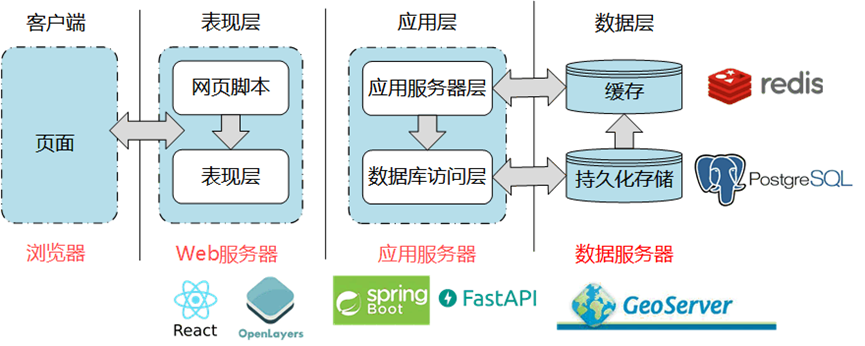 客户端
表现层
应用层
数据层
页面
网页脚本
表现层
应用服务器层
数据库访问层
缓存
持久化存储
redis
PostgreSQL
浏览器
Web服务器
应用服务器
数据服务器
React
OpenLayers
spring
Boot
FastAPI
GeoServer